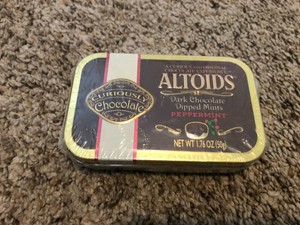 CURIOUSLY
Chocolate
ALTOIDS
Dark Chocolate
Dipped Mints
PEPPERMINT
NET WT 1.76 OZ (50g)